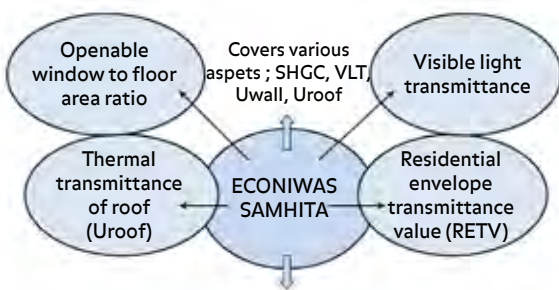 Openable
window to floor
area ratio
Covers various
aspets ; SHGC, VLT,
Uwall, Uroof
Visible light
transmittance
Thermal
transmittance
of roof
(Uroof)
ECONIWAS
SAMHITA
Residential
envelope
transmittance
value (RETV)